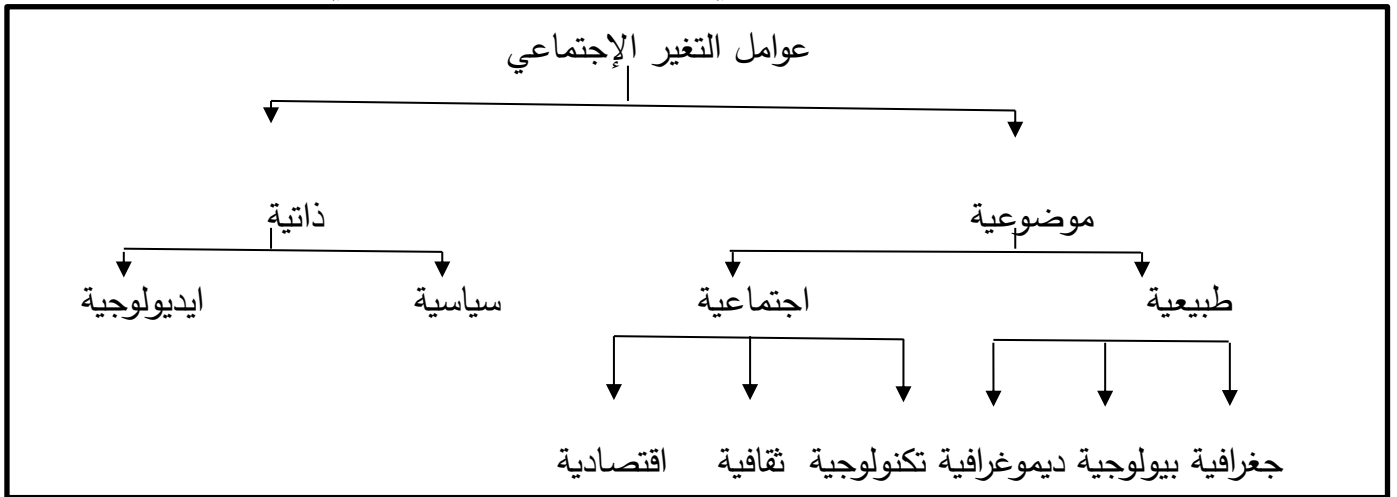 عوامل التغير الإجتماعي
موضوعية ذاتية
طبيعية اجتماعية سياسية ايديولوجية
جغرافية بيولوجية ديموغرافية تكنولوجية ثقافية اقتصادية